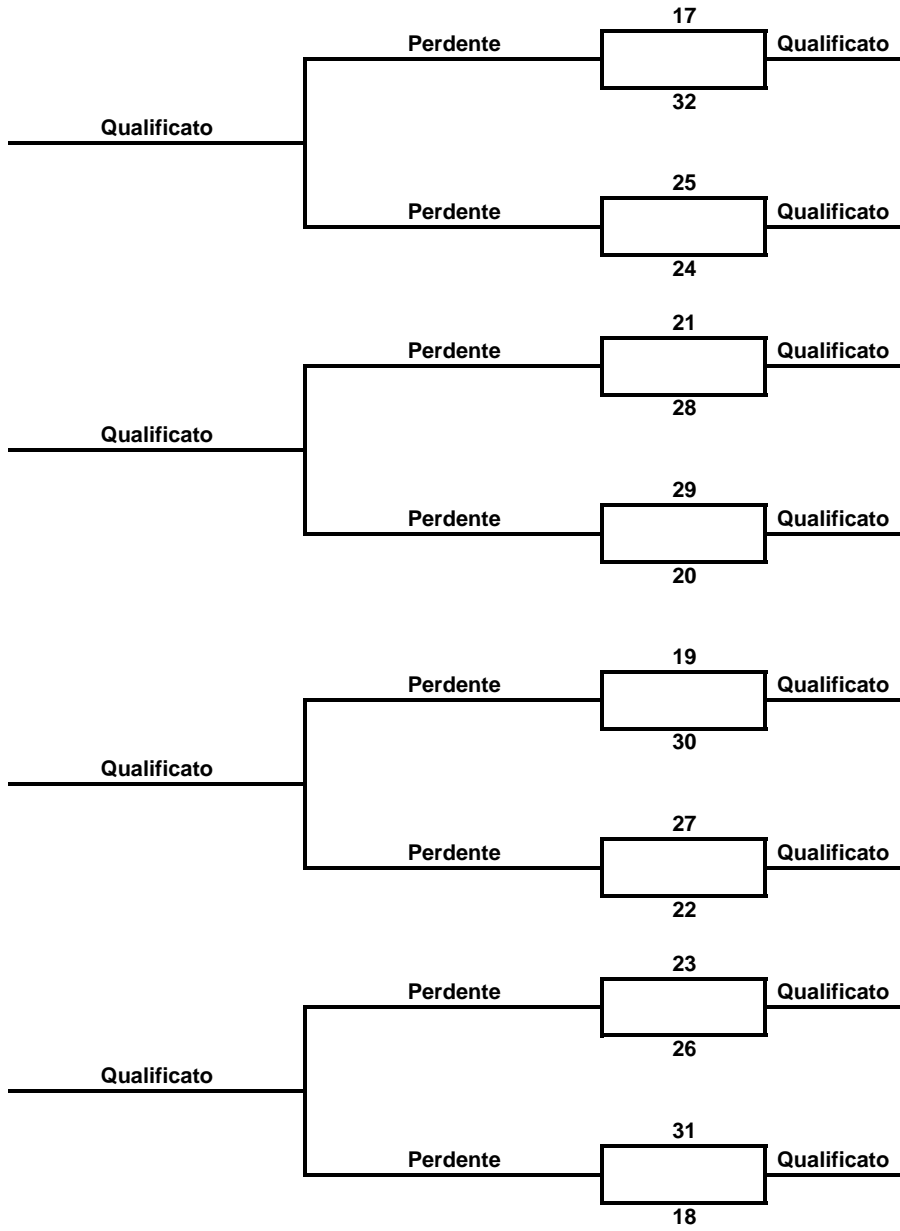 17
Perdente Qualificato
32
Qualificato
25
Perdente Qualificato
24
21
Perdente Qualificato
28
Qualificato
29
Perdente Qualificato
20
19
Perdente Qualificato
30
Qualificato
27
Perdente Qualificato
22
23
Perdente Qualificato
26
Qualificato
31
Perdente Qualificato
18